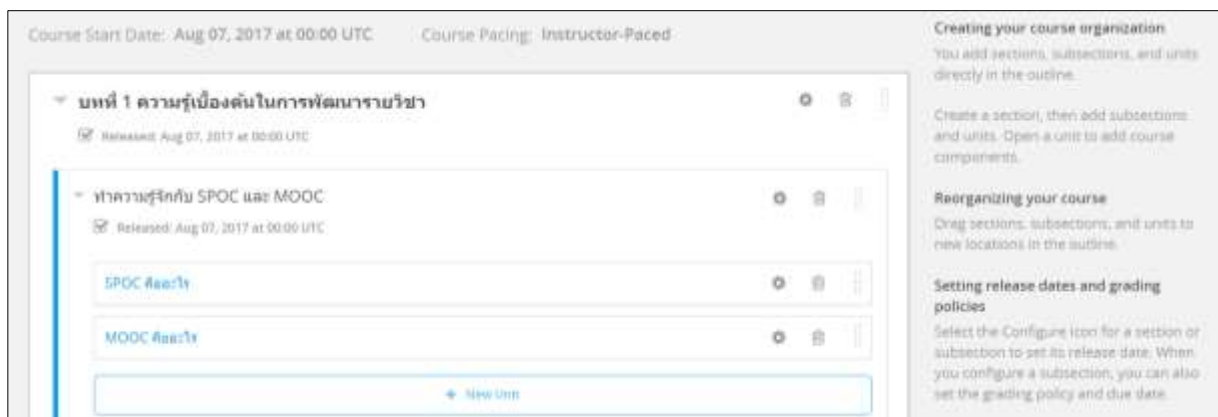 Course Start Date: Aug 07, 2017 at 00:00 UTC Course Pacing: Instructor-Paced
บทที่ 1 ความรู้เบื้องต้นในการพัฒนารายวิชา
Released: Aug 07, 2017 at 00:00 UTC
ทำความรู้จักกับ SPOC และ MOOC
Released: Aug 07, 2017 at 00:00 UTC
SPOC คืออะไร
MOOC คืออะไร
+ New Unit
Creating your course organization
You add sections, subsections, and units
directly in the outline.
Create a section, then add subsections
and units. Open a unit to add course
components.
Reorganizing your course
Drag sections, subsections, and units to
new locations in the outline.
Setting release dates and grading
policies
Select the Configure icon for a section or
subsection to set its release date. When
you configure a subsection, you can also
set the grading policy and due date.